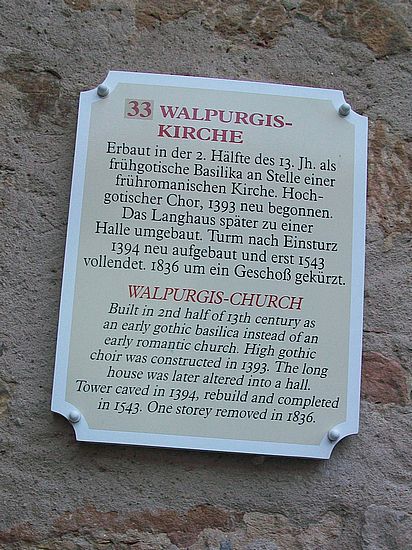 33 WALPURGIS-
KIRCHE
Erbaut in der 2. Hälfte des 13. Jh. als
frühgotische Basilika an Stelle einer
frühromanischen Kirche. Hoch-
gotischer Chor, 1393 neu begonnen.
Das Langhaus später zu einer
Halle umgebaut. Turm nach Einsturz
1394 neu aufgebaut und erst 1543
vollendet. 1836 um ein Geschoß gekürzt.
WALPURGIS-CHURCH
Built in 2nd half of 13th century as
an early gothic basilica instead of an
early romantic church. High gothic
choir was constructed in 1393. The long
house was later altered into a hall.
Tower caved in 1394, rebuild and completed
in 1543. One storey removed in 1836.